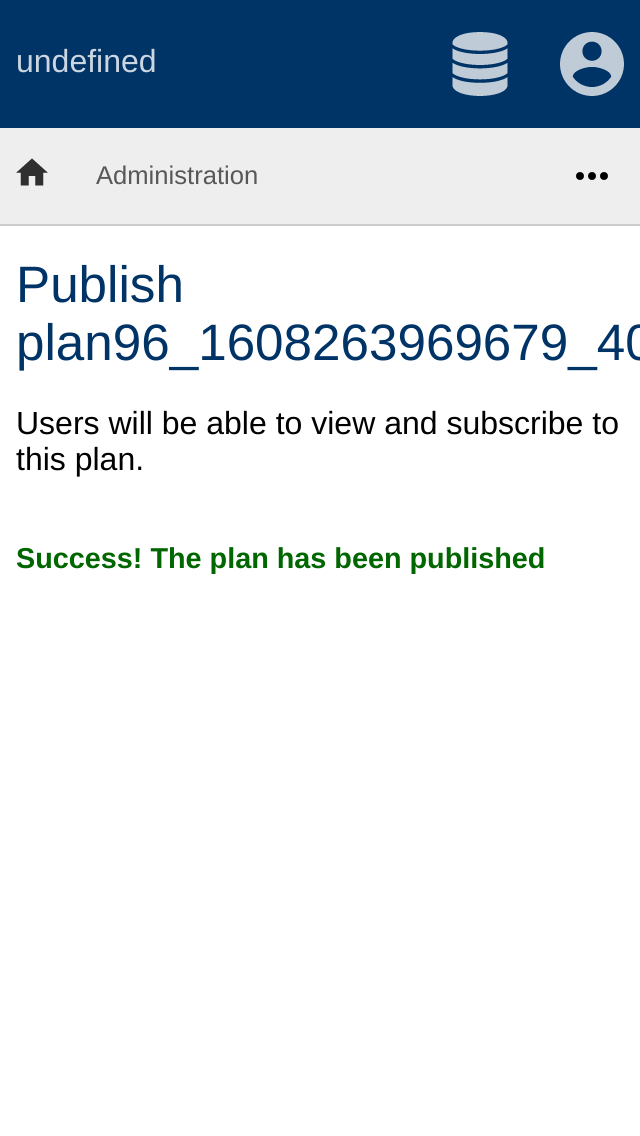 undefined
Administration
Publish
plan96_1608263969679_40
Users will be able to view and subscribe to
this plan.
Success! The plan has been published